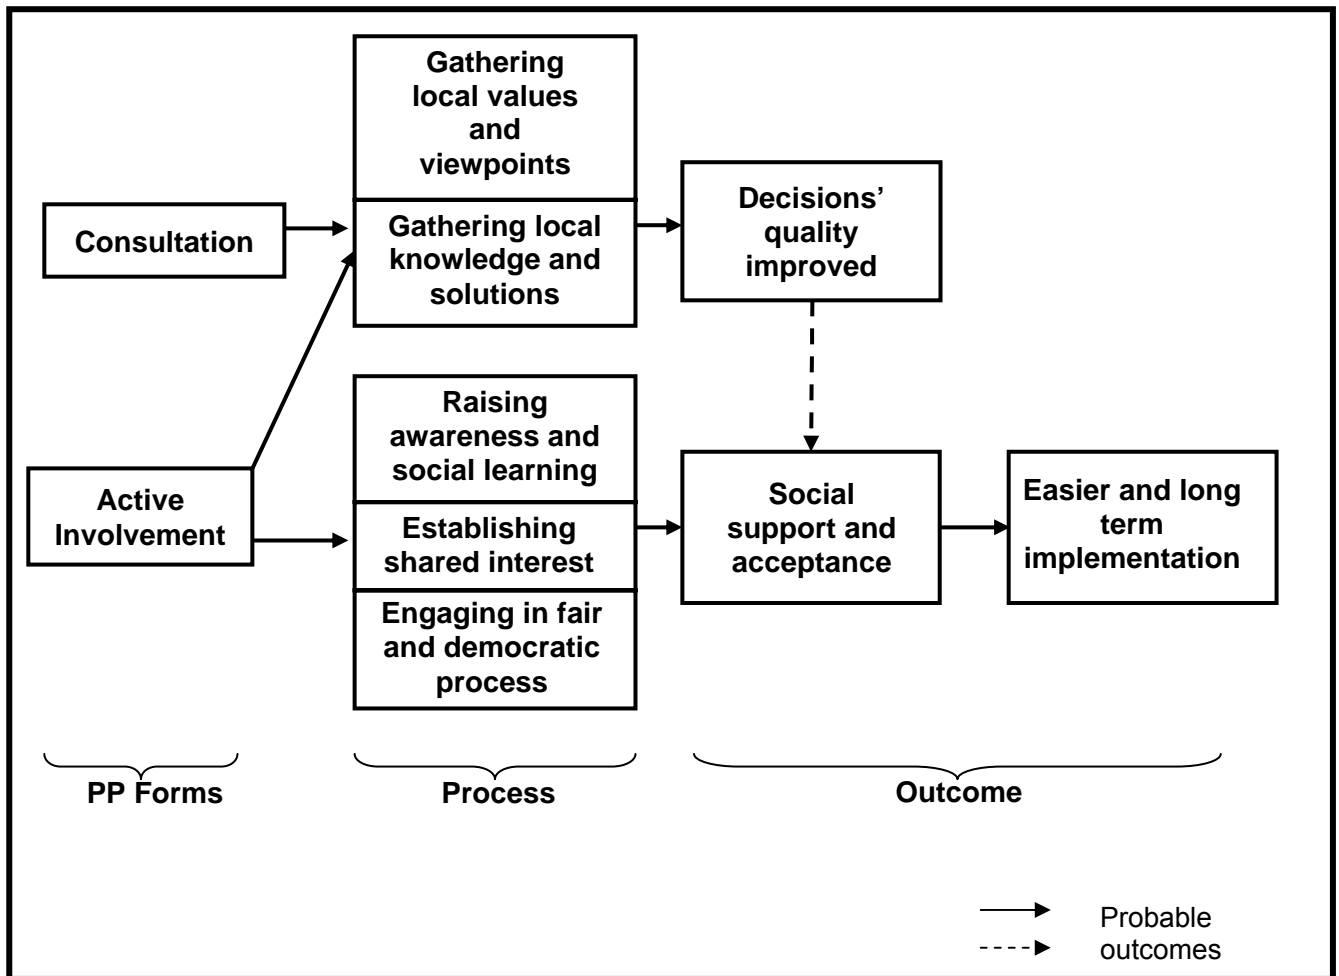 Gathering
local values
and
viewpoints
Gathering local
knowledge and
solutions
Consultation
Decisions’
quality
improved
Active
Involvement
Raising
awareness and
social learning
Establishing
shared interest
Engaging in fair
and democratic
process
Social
support and
acceptance
Easier and long
term
implementation
PP Forms
Process
Outcome
Probable
outcomes